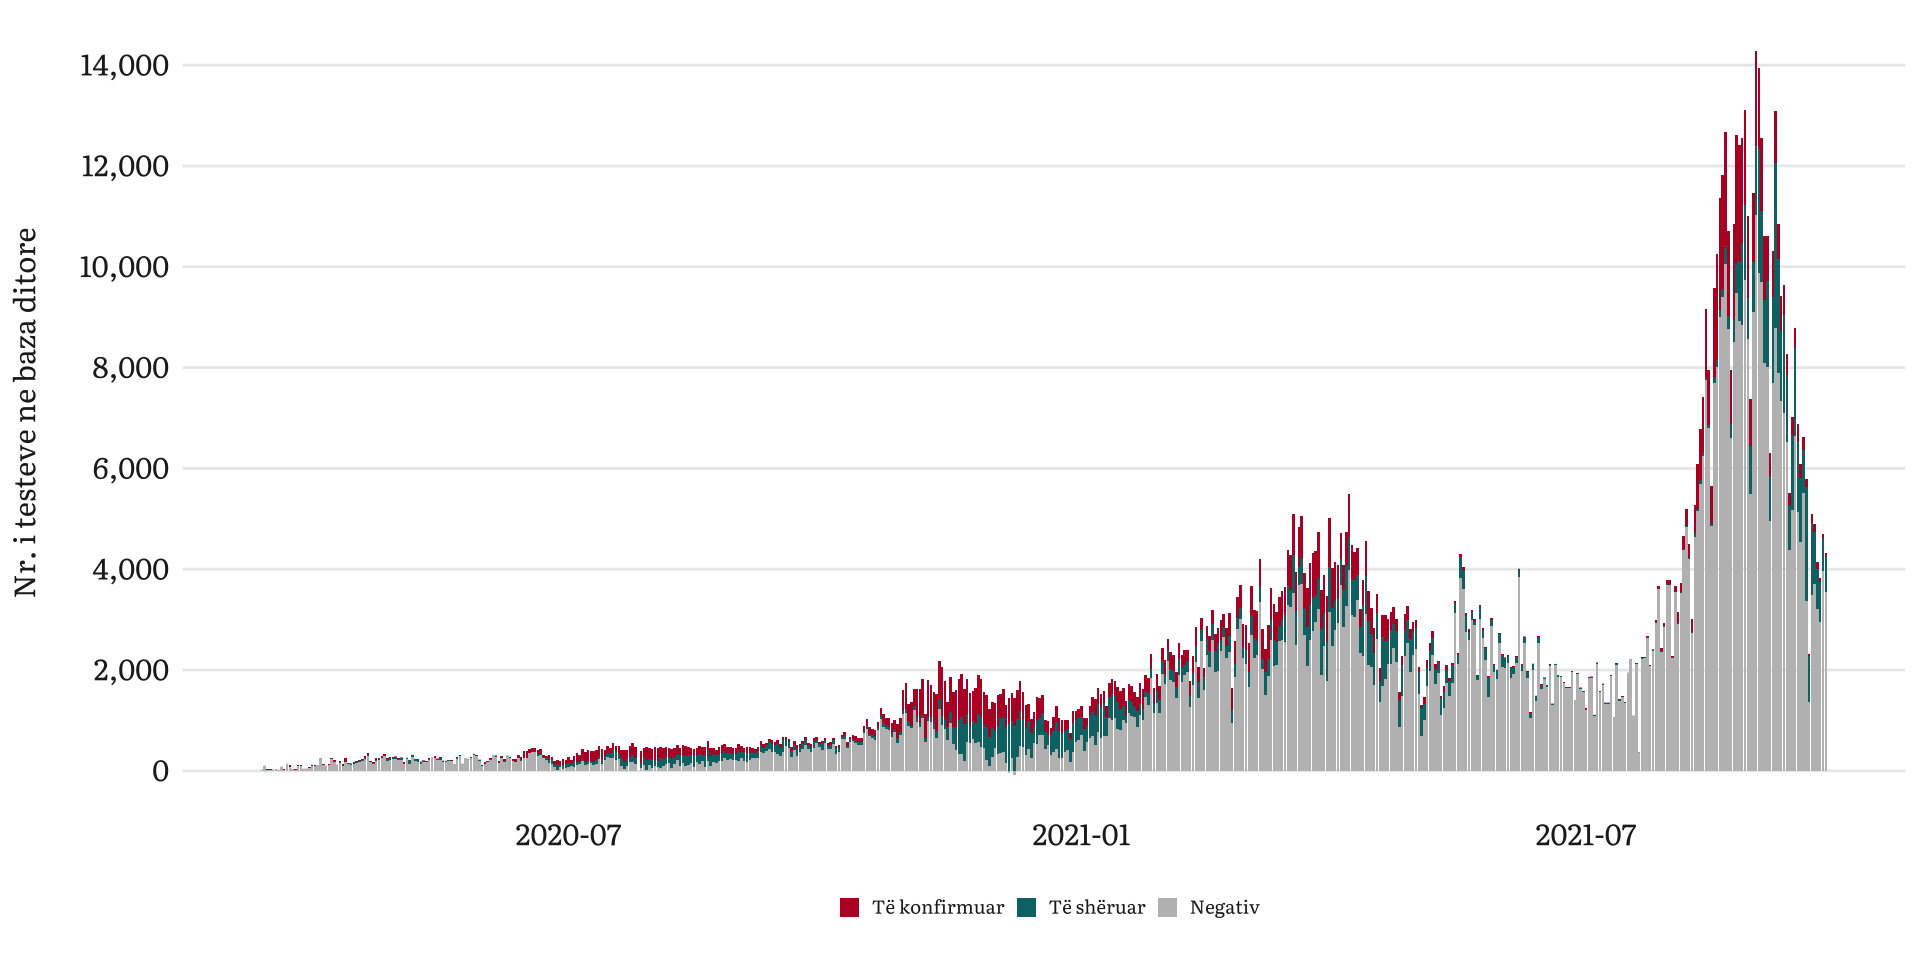 Nr. i testeve ne baza ditore
14,000
12,000
10,000
8,000
6,000
4,000
2,000
0
2020-07 2021-01 2021-07
Të konfirmuar Të shëruar Negativ